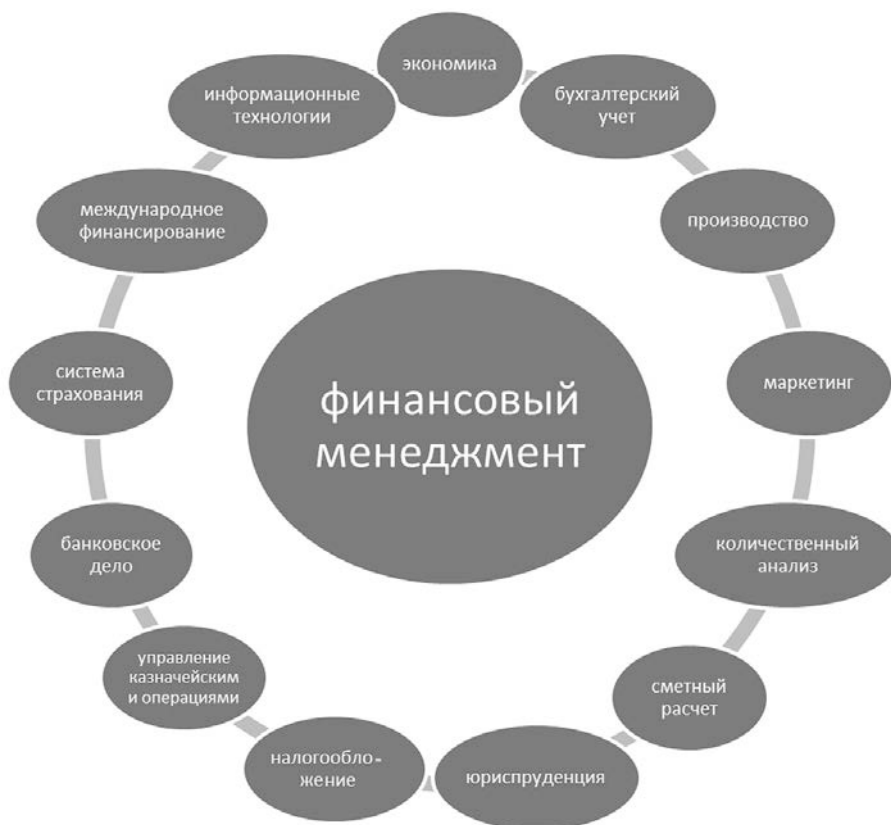 экономика
бухгалтерский
учет
производство
маркетинг
количественный
анализ
сметный
расчет
юриспруденция
налогообло-
жение
управление
казначейским
и операциями
банковское
дело
система
страхования
международное
финансирование
информационные
технологии
финансовый
менеджмент